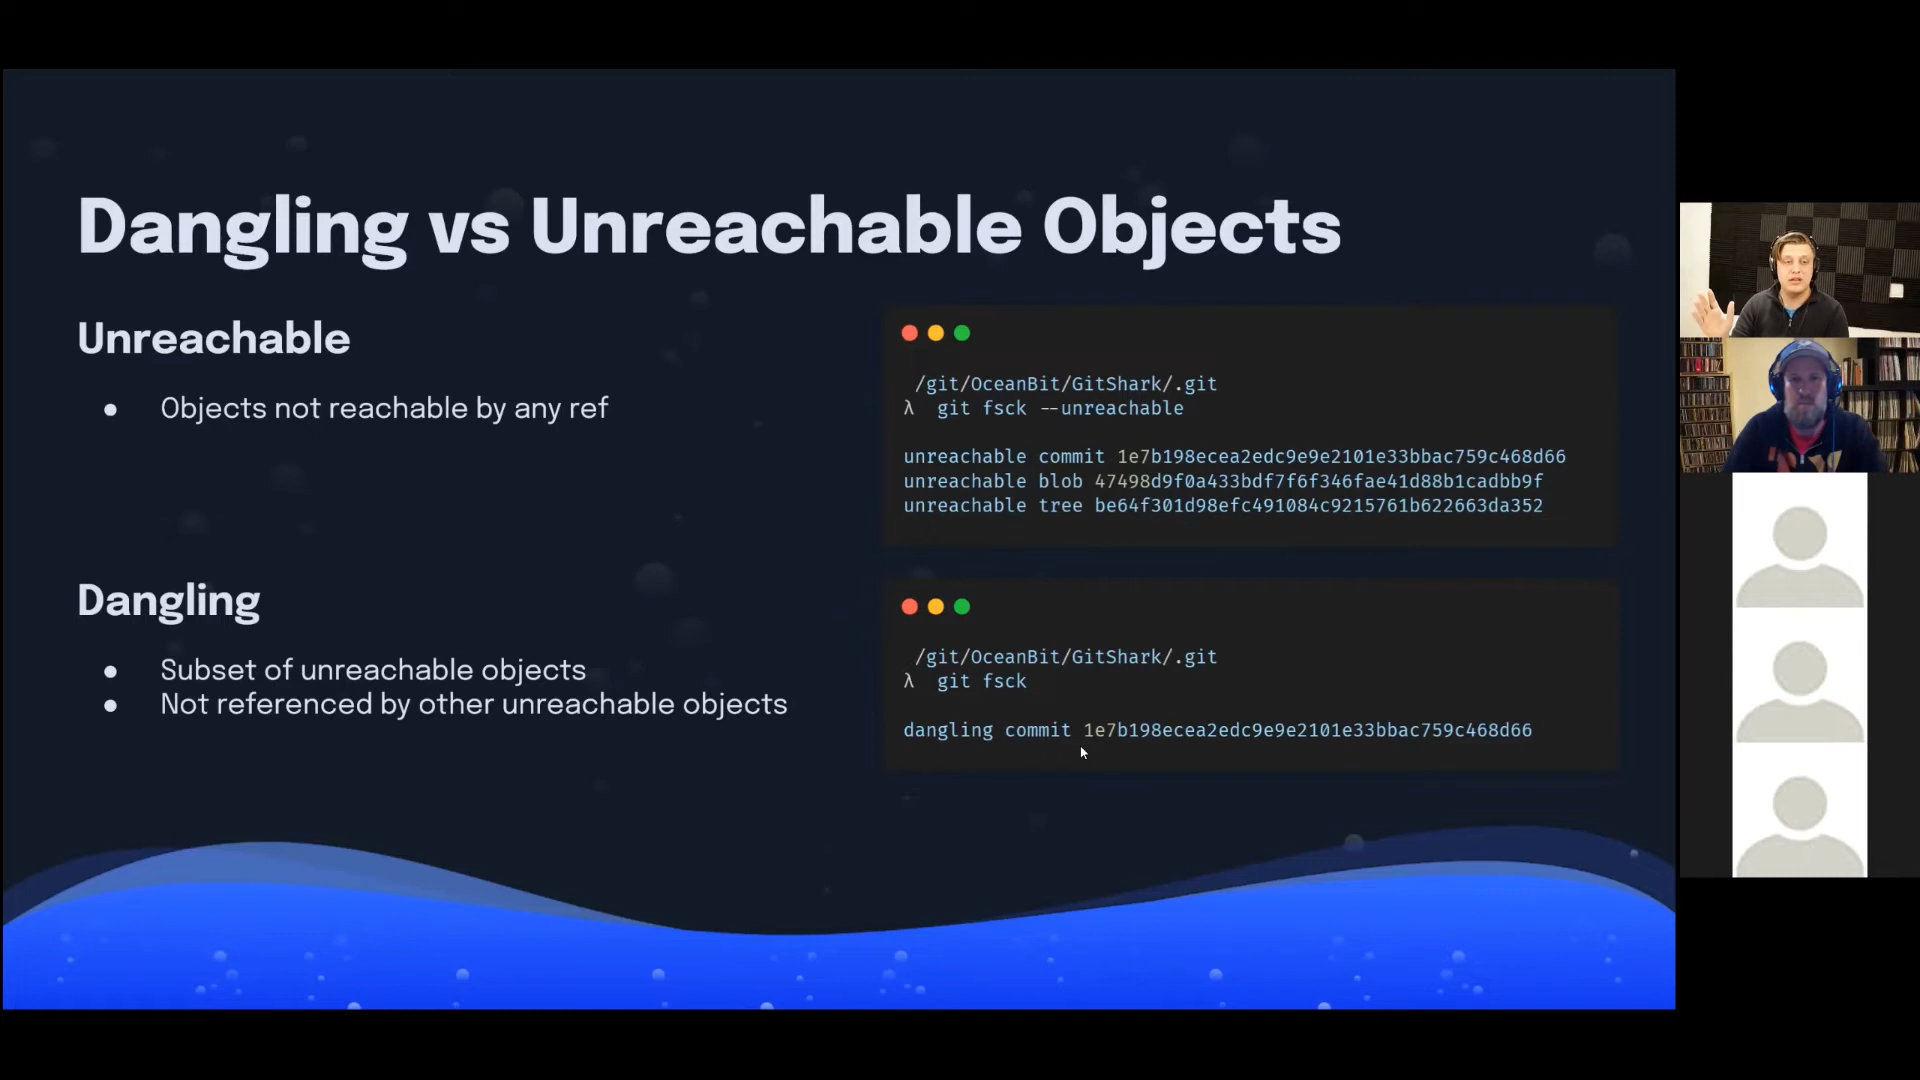 Dangling vs Unreachable Objects
Unreachable
● Objects not reachable by any ref
/git/OceanBit/GitShark/.git
λ git fsck --unreachable
unreachable commit 1e7b198ecea2edc9e9e2101e33bbac759c468d66
unreachable blob 47498d9f0a433bdf7f6f346fae41d88b1cadbb9f
unreachable tree be64f301d98efc491084c9215761b622663da352
Dangling
● Subset of unreachable objects
● Not referenced by other unreachable objects
/git/OceanBit/GitShark/.git
λ git fsck
dangling commit 1e7b198ecea2edc9e9e2101e33bbac759c468d66